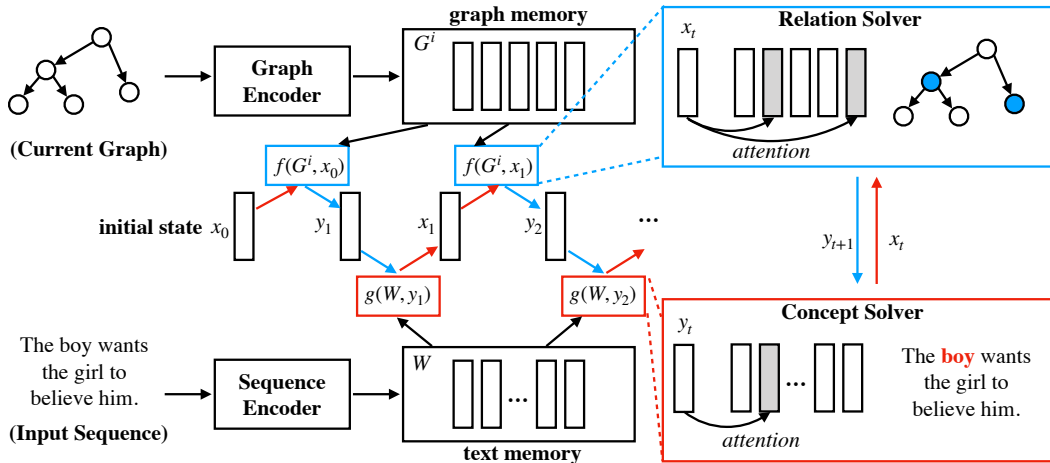 graph memory
Relation Solver
G^i
x_t
Graph
Encoder
(Current Graph)
attention
f(G^i, x_0)
f(G^i, x_1)
initial state x_0
y_1
x_1
y_2
...
y_{t+1}
x_t
g(W, y_1)
g(W, y_2)
Concept Solver
y_t
The boy wants
the girl to
believe him.
(Input Sequence)
Sequence
Encoder
W
...
text memory
...
attention
The boy wants
the girl to
believe him.